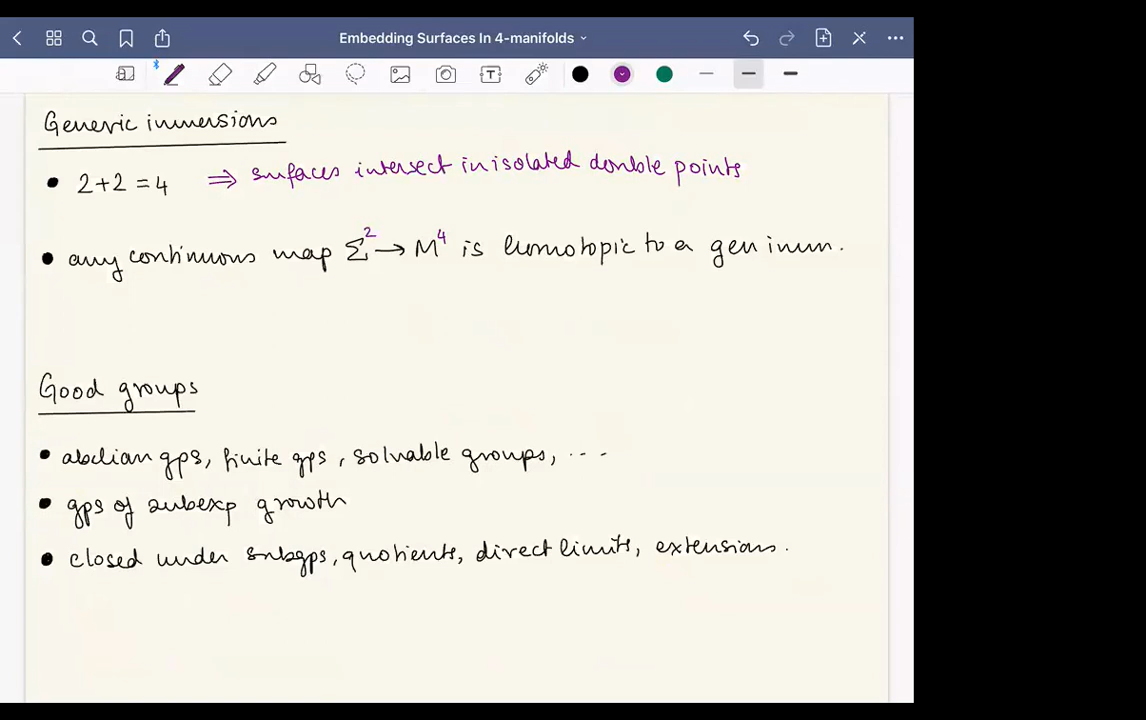 Embedding Surfaces In 4-manifolds
Generic immersions
• 2+2=4 ⇒ surfaces intersect in isolated double points
• any continuous map Σ² → M⁴ is homotopic to a gen imm.
Good groups
• abelian gps, finite gps, solvable groups, ....
• gps of subexp growth
• closed under subgps, quotients, direct limits, extensions.